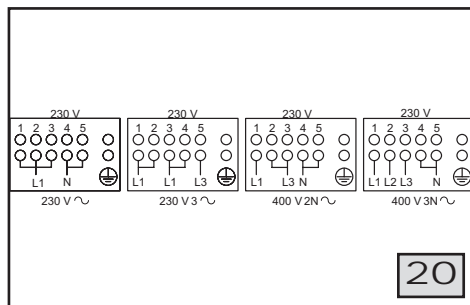 230 V 230 V 230 V 230 V
1 2 3 4 5 1 2 3 4 5 1 2 3 4 5 1 2 3 4 5
L1 N L1 L1 L3 L1 L3 N L1 L2 L3 N
230 V 230 V 3 400 V 2N 400 V 3N
20